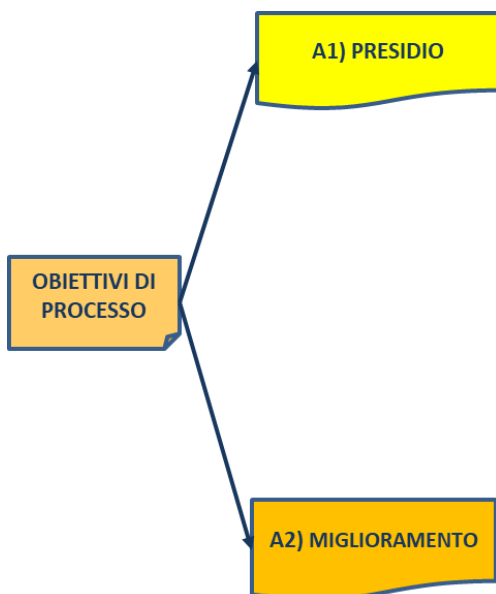 A1) PRESIDIO
OBIETTIVI DI
PROCESSO
A2) MIGLIORAMENTO